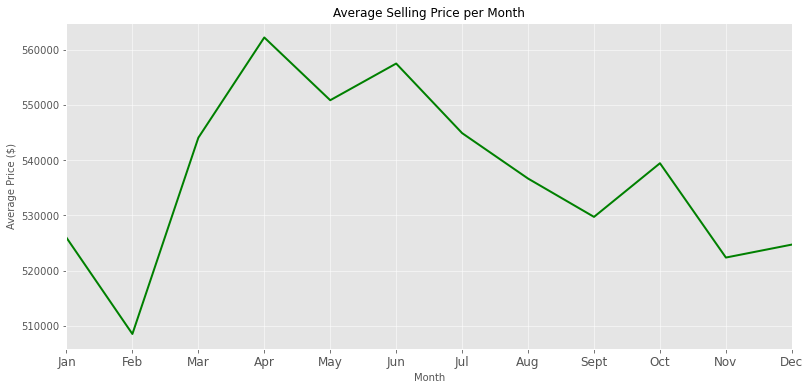 Average Selling Price per Month
Average Price ($)
560000
550000
540000
530000
520000
510000
Jan Feb Mar Apr May Jun Jul Aug Sept Oct Nov Dec
Month